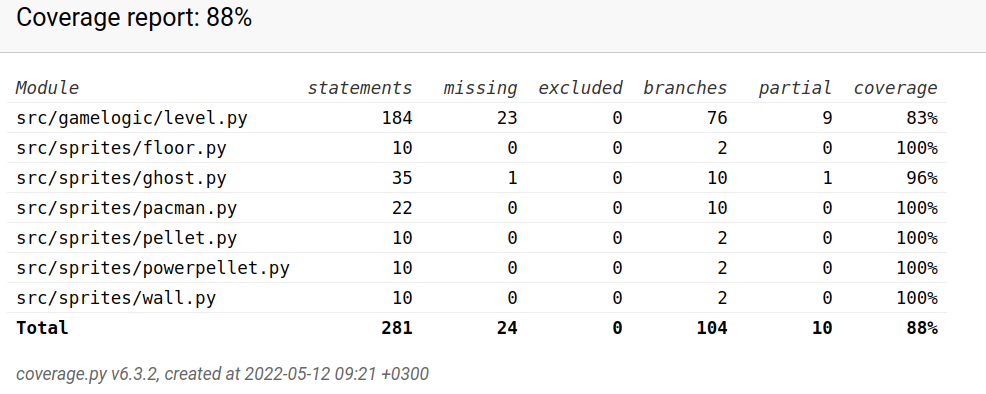 Coverage report: 88%
Module statements missing excluded branches partial coverage
src/gamelogic/level.py 184 23 0 76 9 83%
src/sprites/floor.py 10 0 0 2 0 100%
src/sprites/ghost.py 35 1 0 10 1 96%
src/sprites/pacman.py 22 0 0 10 0 100%
src/sprites/pellet.py 10 0 0 2 0 100%
src/sprites/powerpellet.py 10 0 0 2 0 100%
src/sprites/wall.py 10 0 0 2 0 100%
Total 281 24 0 104 10 88%
coverage.py v6.3.2, created at 2022-05-12 09:21 +0300